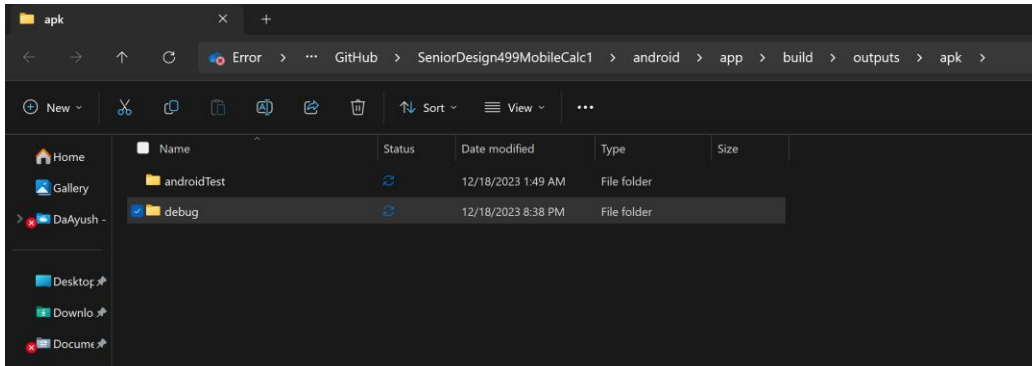 apk
Error > ... GitHub > SeniorDesign499MobileCalc1 > android > app > build > outputs > apk >
New Sort View ...
Name Status Date modified Type Size
Home
androidTest 12/18/2023 1:49 AM File folder
Gallery
debug 12/18/2023 8:38 PM File folder
DaAyush -
Desktop
Downlo
Docume